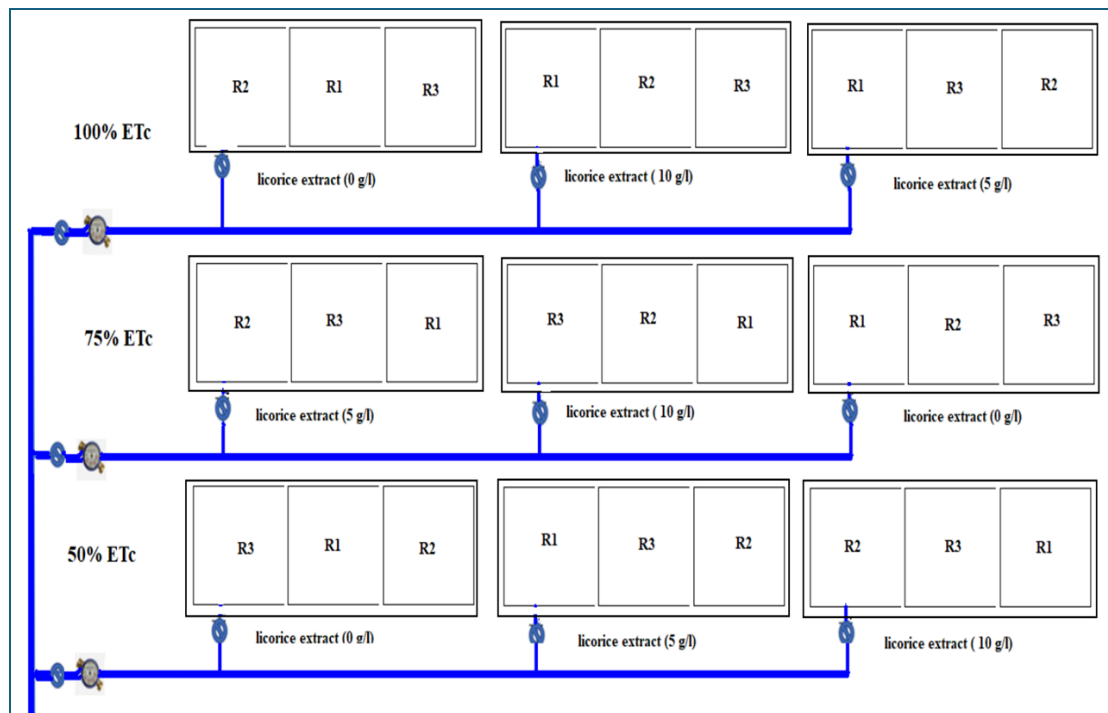 R2 R1 R3 R1 R2 R3 R1 R3 R2
100% ETc
licorice extract (0 g/l) licorice extract ( 10 g/l) licorice extract (5 g/l)
R2 R3 R1 R3 R2 R1 R1 R2 R3
75% ETc
licorice extract (5 g/l) licorice extract ( 10 g/l) licorice extract (0 g/l)
R3 R1 R2 R1 R3 R2 R2 R3 R1
50% ETc
licorice extract (0 g/l) licorice extract (5 g/l) licorice extract ( 10 g/l)